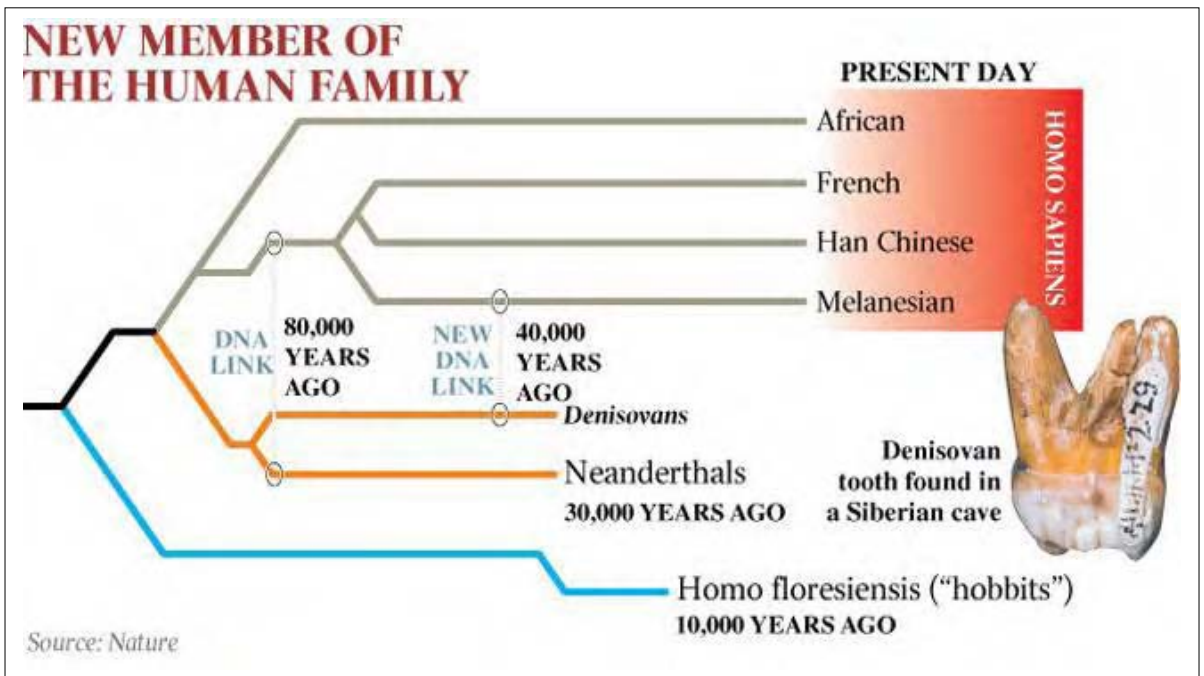 NEW MEMBER OF
THE HUMAN FAMILY
PRESENT DAY
African
French
Han Chinese
Melanesian
HOMO SAPIENS
DNA
LINK
80,000
YEARS
AGO
NEW
DNA
LINK
40,000
YEARS
AGO
Denisovans
Neanderthals
30,000 YEARS AGO
Denisovan
tooth found in
a Siberian cave
Homo floresiensis (“hobbits”)
10,000 YEARS AGO
Source: Nature